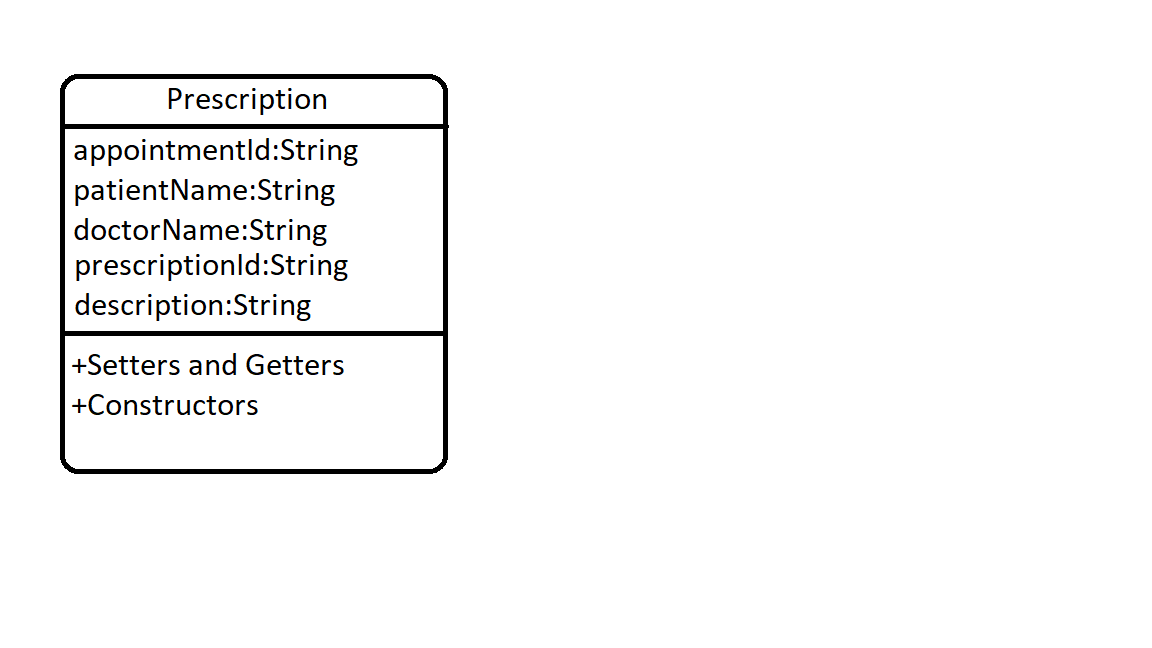 Prescription
appointmentId:String
patientName:String
doctorName:String
prescriptionId:String
description:String
+Setters and Getters
+Constructors